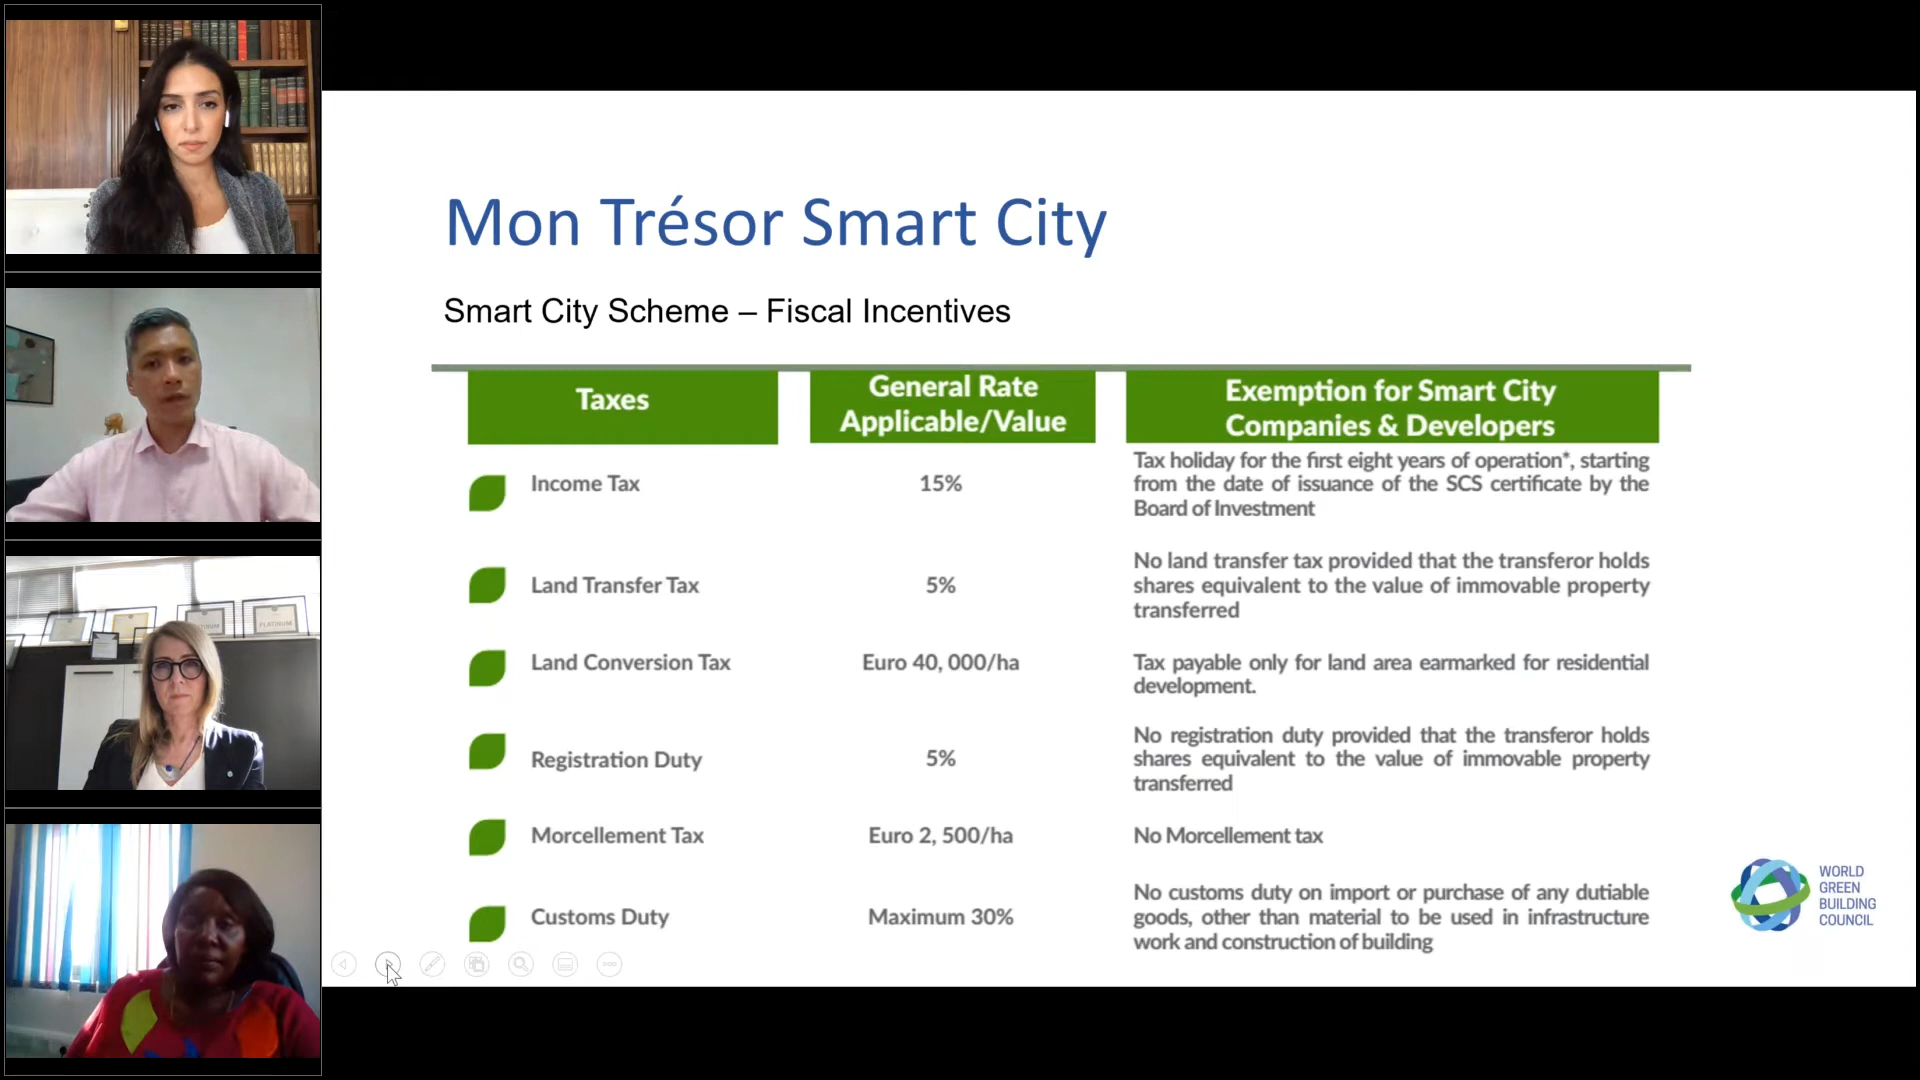 Mon Trésor Smart City
Smart City Scheme – Fiscal Incentives
Taxes
General Rate
Applicable/Value
Exemption for Smart City
Companies & Developers
Income Tax
15%
Tax holiday for the first eight years of operation*, starting
from the date of issuance of the SCS certificate by the
Board of Investment
Land Transfer Tax
5%
No land transfer tax provided that the transferor holds
shares equivalent to the value of immovable property
transferred
Land Conversion Tax
Euro 40, 000/ha
Tax payable only for land area earmarked for residential
development.
Registration Duty
5%
No registration duty provided that the transferor holds
shares equivalent to the value of immovable property
transferred
Morcellement Tax
Euro 2, 500/ha
No Morcellement tax
Customs Duty
Maximum 30%
No customs duty on import or purchase of any dutiable
goods, other than material to be used in infrastructure
work and construction of building
WORLD
GREEN
BUILDING
COUNCIL
PLATINUM